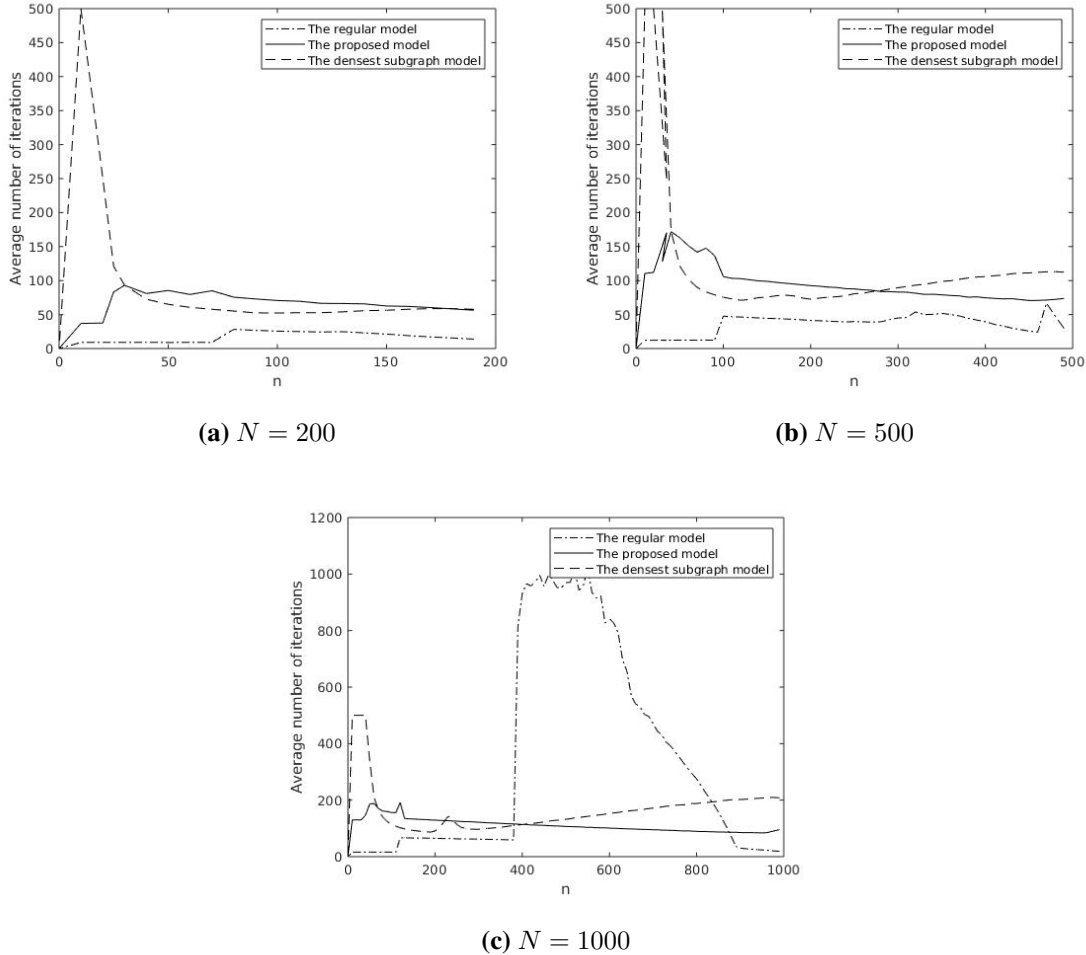 500
450
400
350
300
250
200
150
100
50
0
Average number of iterations
0
50
100
150
200
n
The regular model
The proposed model
The densest subgraph model
(a) N = 200
500
450
400
350
300
250
200
150
100
50
0
Average number of iterations
0
100
200
300
400
500
n
The regular model
The proposed model
The densest subgraph model
(b) N = 500
1200
1000
800
600
400
200
0
Average number of iterations
0
200
400
600
800
1000
n
The regular model
The proposed model
The densest subgraph model
(c) N = 1000